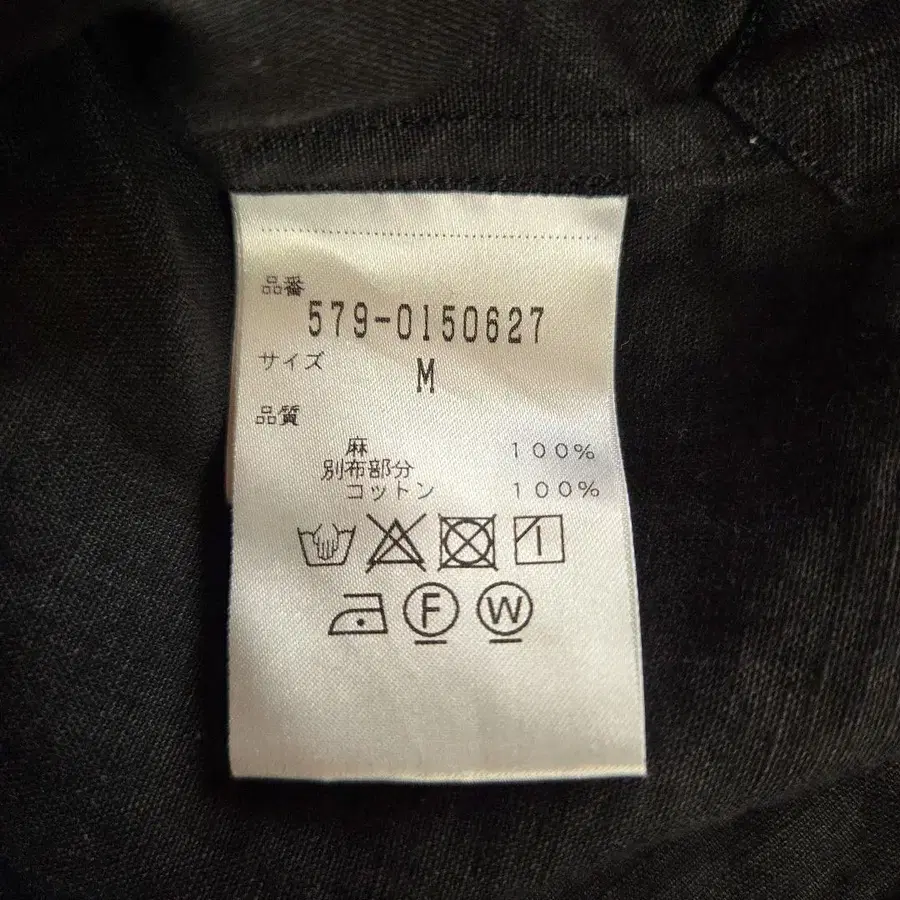 品番
579-0150627
サイズ
M
品質
麻 100%
別布部分
コットン 100%
F W